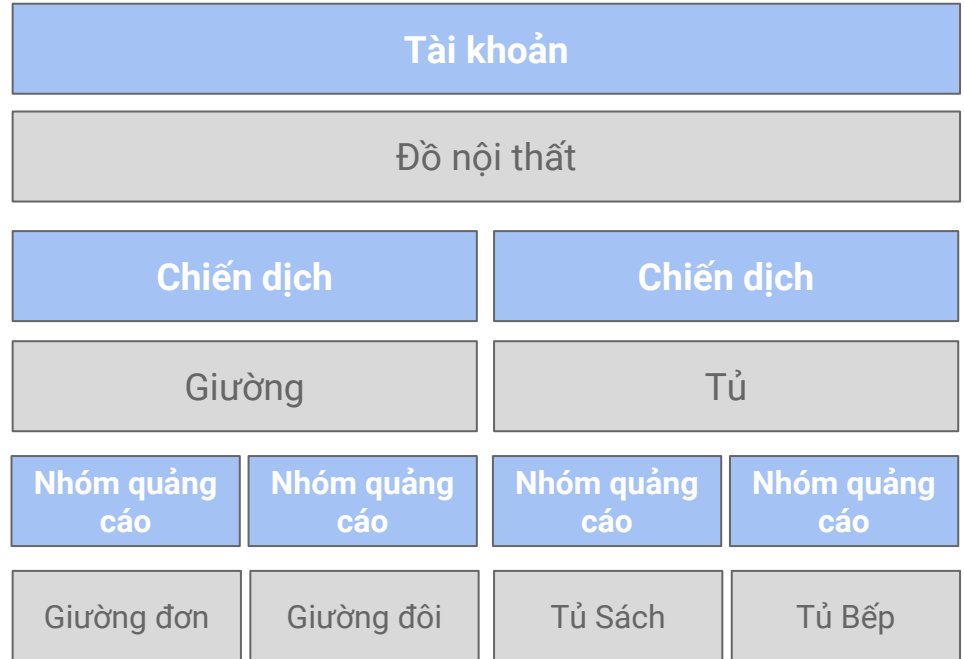 Tài khoản
Đồ nội thất
Chiến dịch
Chiến dịch
Giường
Tủ
Nhóm quảng
cáo
Nhóm quảng
cáo
Nhóm quảng
cáo
Nhóm quảng
cáo
Giường đơn
Giường đôi
Tủ Sách
Tủ Bếp